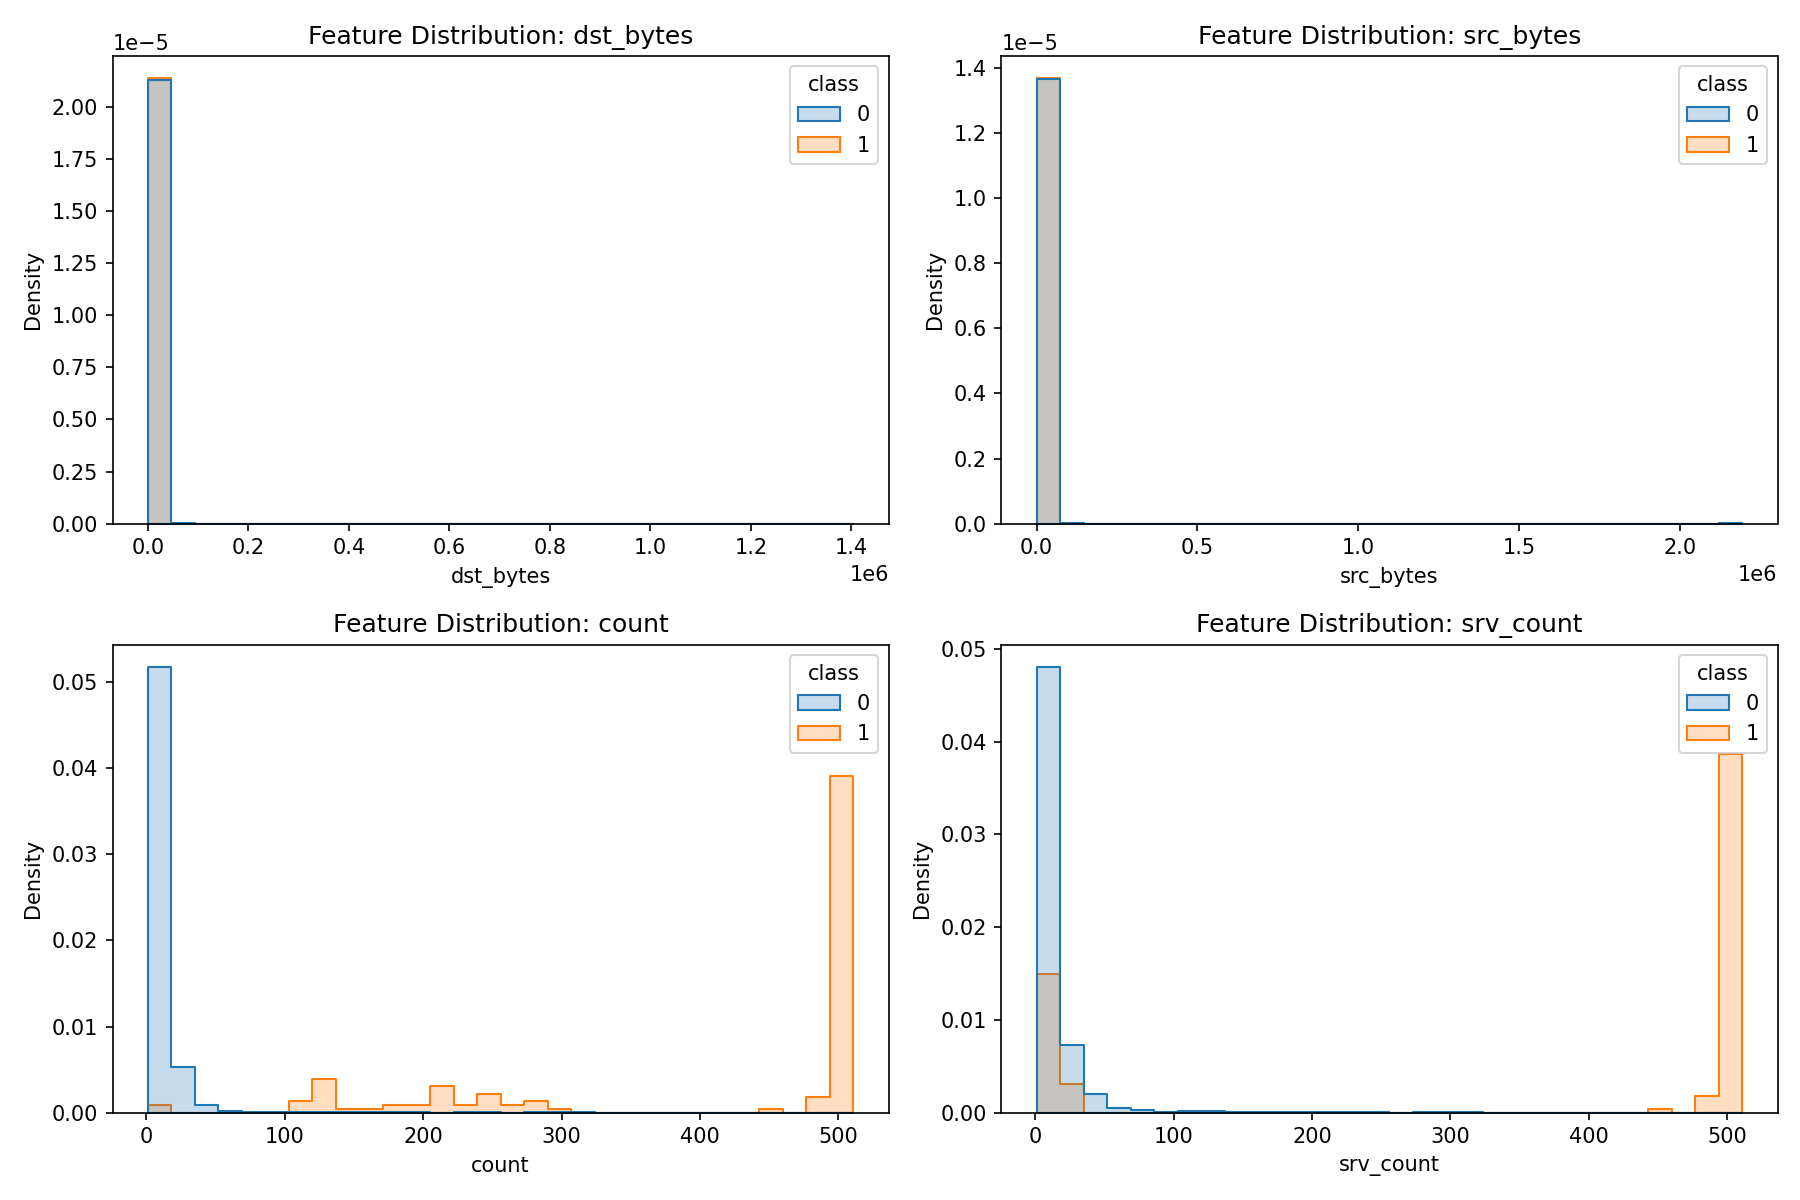 Feature Distribution: dst_bytes
1e−5
2.00
1.75
1.50
1.25
1.00
0.75
0.50
0.25
0.00
Density
class
0
1
0.0 0.2 0.4 0.6 0.8 1.0 1.2 1.4
1e6
dst_bytes
Feature Distribution: src_bytes
1e−5
1.4
1.2
1.0
0.8
0.6
0.4
0.2
0.0
Density
class
0
1
0.0 0.5 1.0 1.5 2.0
1e6
src_bytes
Feature Distribution: count
0.05
0.04
0.03
0.02
0.01
0.00
Density
class
0
1
0 100 200 300 400 500
count
Feature Distribution: srv_count
0.05
0.04
0.03
0.02
0.01
0.00
Density
class
0
1
0 100 200 300 400 500
srv_count